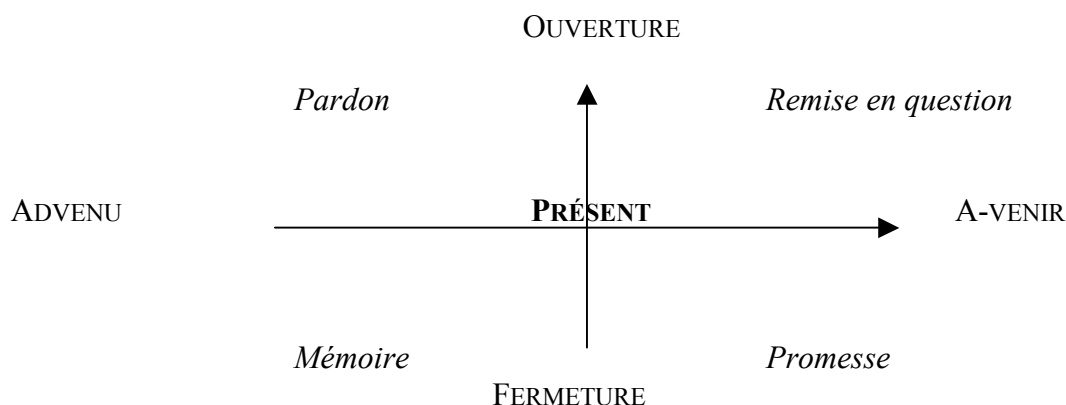 OUVERTURE
Pardon Remise en question
ADVENU PRÉSENT A-VENIR
Mémoire Promesse
FERMETURE